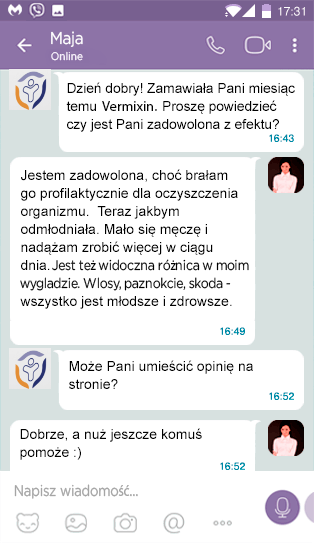 17:31
Maja
Online
Dzień dobry! Zamawiała Pani miesiąc
temu Vermixin. Proszę powiedzieć
czy jest Pani zadowolona z efektu?
16:43
Jestem zadowolona, choć brałam
go profilaktycznie dla oczyszczenia
organizmu. Teraz jakbym
odmłodniała. Mało się męczę i
nadążam zrobić więcej w ciągu
dnia. Jest też widoczna różnica w moim
wygladzie. Wlosy, paznokcie, skoda -
wszystko jest młodsze i zdrowsze.
16:49
Może Pani umieścić opinię na
stronie?
16:52
Dobrze, a nuż jeszcze komuś
pomoże :)
16:52
Napisz wiadomość...